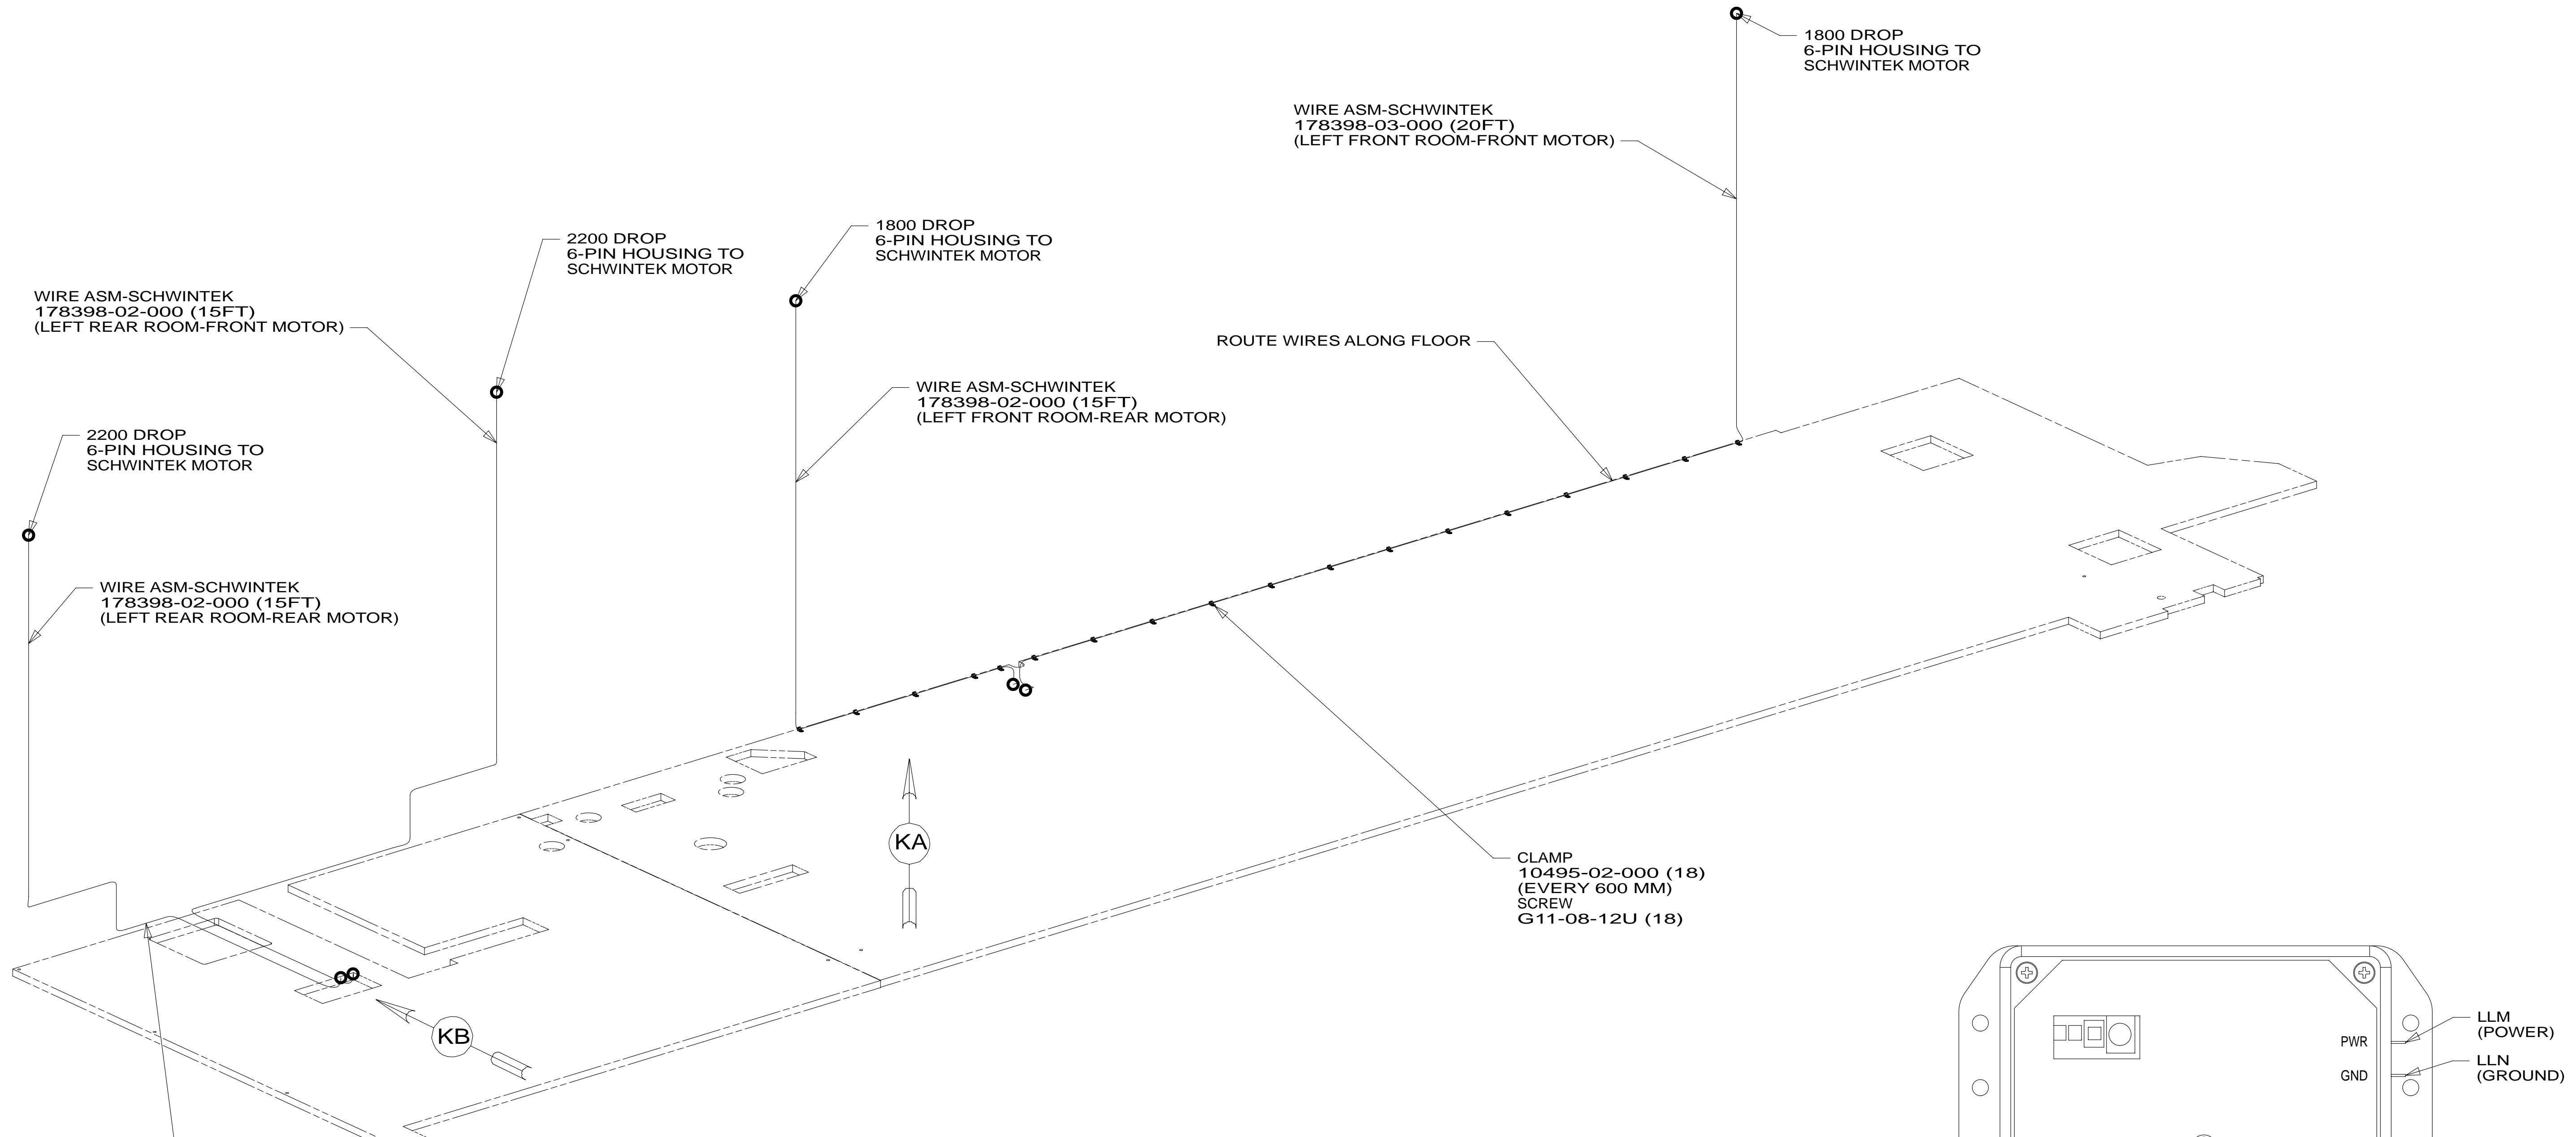 1800 DROP
6-PIN HOUSING TO
SCHWINTEK MOTOR
WIRE ASM-SCHWINTEK
178398-03-000 (20FT)
(LEFT FRONT ROOM-FRONT MOTOR)
1800 DROP
6-PIN HOUSING TO
SCHWINTEK MOTOR
2200 DROP
6-PIN HOUSING TO
SCHWINTEK MOTOR
WIRE ASM-SCHWINTEK
178398-02-000 (15FT)
(LEFT REAR ROOM-FRONT MOTOR)
ROUTE WIRES ALONG FLOOR
WIRE ASM-SCHWINTEK
178398-02-000 (15FT)
(LEFT FRONT ROOM-REAR MOTOR)
2200 DROP
6-PIN HOUSING TO
SCHWINTEK MOTOR
WIRE ASM-SCHWINTEK
178398-02-000 (15FT)
(LEFT REAR ROOM-REAR MOTOR)
KA
CLAMP
10495-02-000 (18)
(EVERY 600 MM)
SCREW
G11-08-12U (18)
KB
PWR
LLM
(POWER)
GND
LLN
(GROUND)